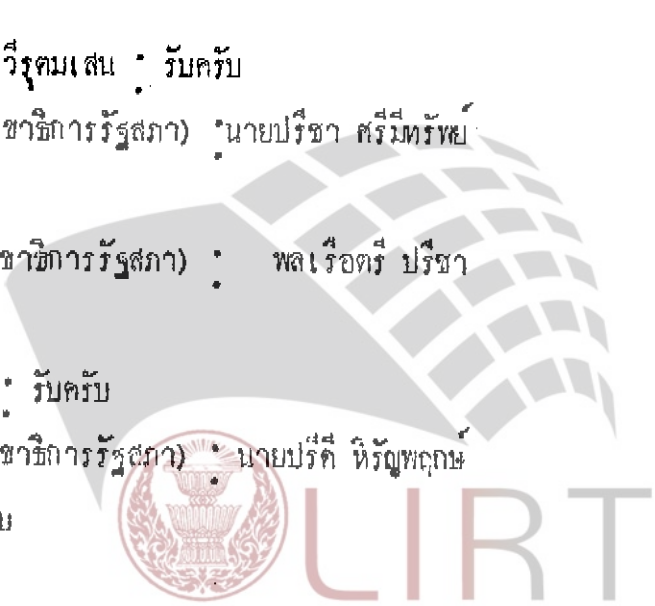 วีรุตมเสน : รับครับ
ขาธิการรัฐสภา) : นายปรีชา ศรีมีทรัพย์
ขาธิการรัฐสภา) : พลเรือตรี ปรีชา
: รับครับ
ขาธิการรัฐสภา) : นายปรีดี หิรัญพฤกษ์
LIRT